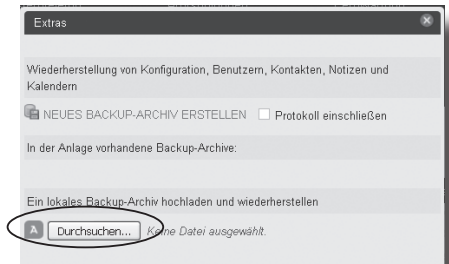 Extras
Wiederherstellung von Konfiguration, Benutzern, Kontakten, Notizen und
Kalendern
NEUES BACKUP-ARCHIV ERSTELLEN Protokoll einschließen
In der Anlage vorhandene Backup-Archive:
Ein lokales Backup-Archiv hochladen und wiederherstellen
A Durchsuchen... Keine Datei ausgewählt.